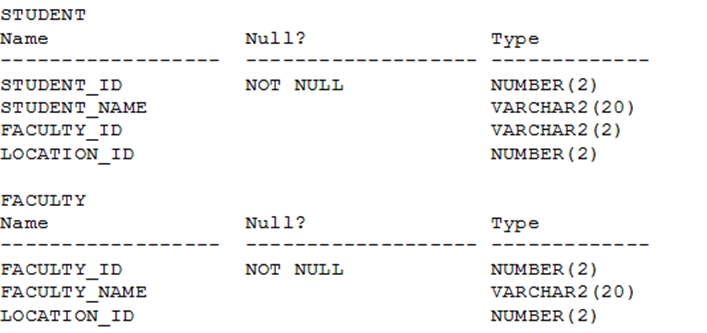 STUDENT
Name Null? Type
------------------ ------------------- -------------
STUDENT_ID NOT NULL NUMBER(2)
STUDENT_NAME VARCHAR2(20)
FACULTY_ID VARCHAR2(2)
LOCATION_ID NUMBER(2)
FACULTY
Name Null? Type
------------------ ------------------- -------------
FACULTY_ID NOT NULL NUMBER(2)
FACULTY_NAME VARCHAR2(20)
LOCATION_ID NUMBER(2)